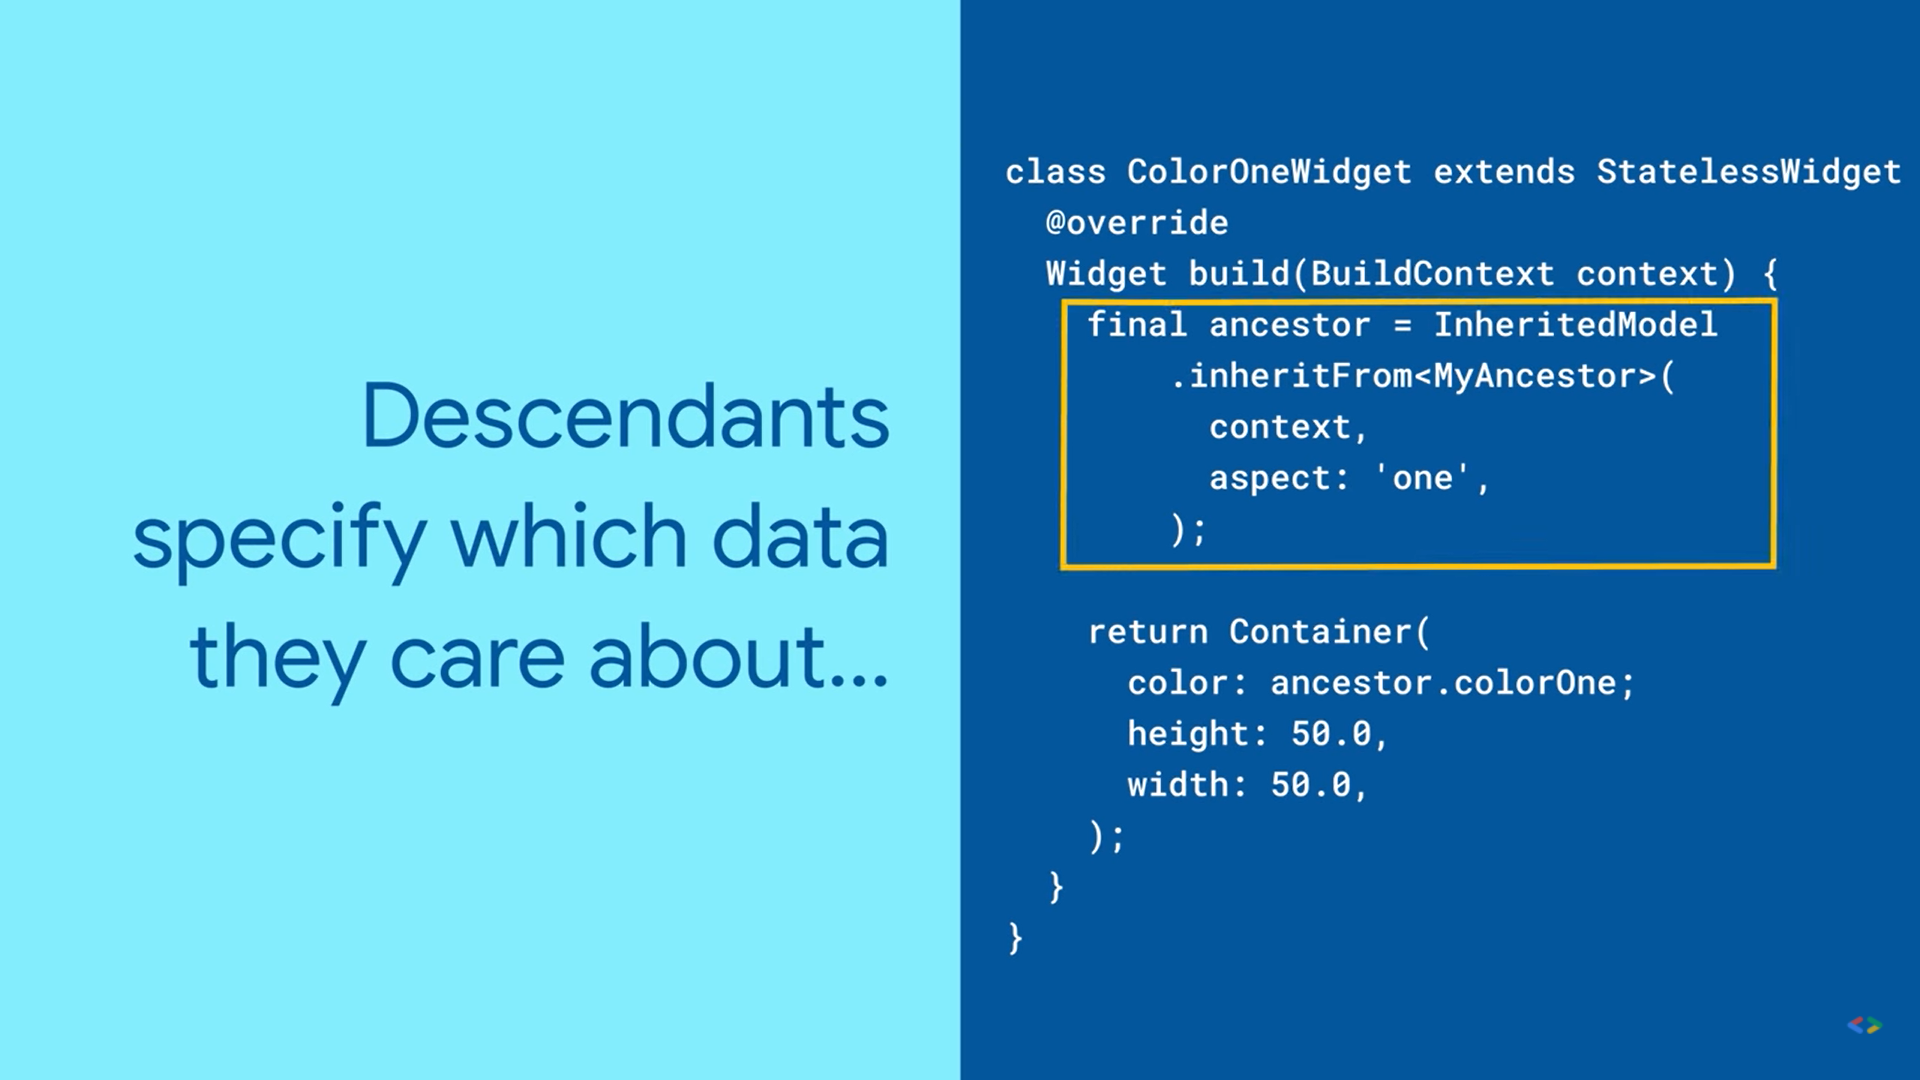 Descendants
specify which data
they care about...
class ColorOneWidget extends StatelessWidget
@override
Widget build(BuildContext context) {
final ancestor = InheritedModel
.inheritFrom<MyAncestor>(
context,
aspect: 'one',
);
return Container(
color: ancestor.colorOne;
height: 50.0,
width: 50.0,
);
}
}